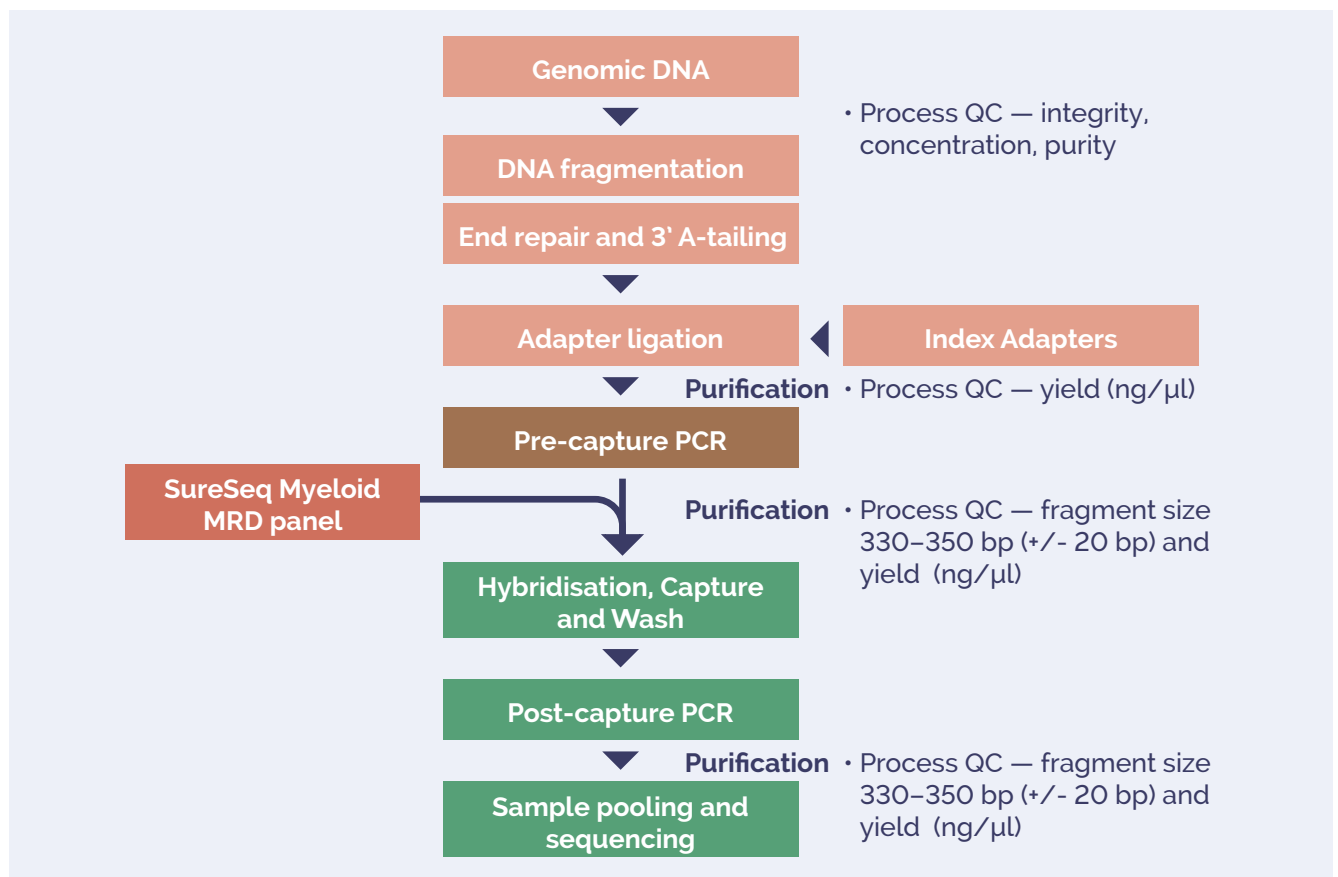 Genomic DNA
• Process QC — integrity,
concentration, purity
DNA fragmentation
End repair and 3’ A-tailing
Adapter ligation
Index Adapters
Purification • Process QC — yield (ng/µl)
Pre-capture PCR
SureSeq Myeloid
MRD panel
Purification • Process QC — fragment size
330–350 bp (+/- 20 bp) and
yield  (ng/µl)
Hybridisation, Capture
and Wash
Post-capture PCR
Purification • Process QC — fragment size
330–350 bp (+/- 20 bp) and
yield  (ng/µl)
Sample pooling and
sequencing